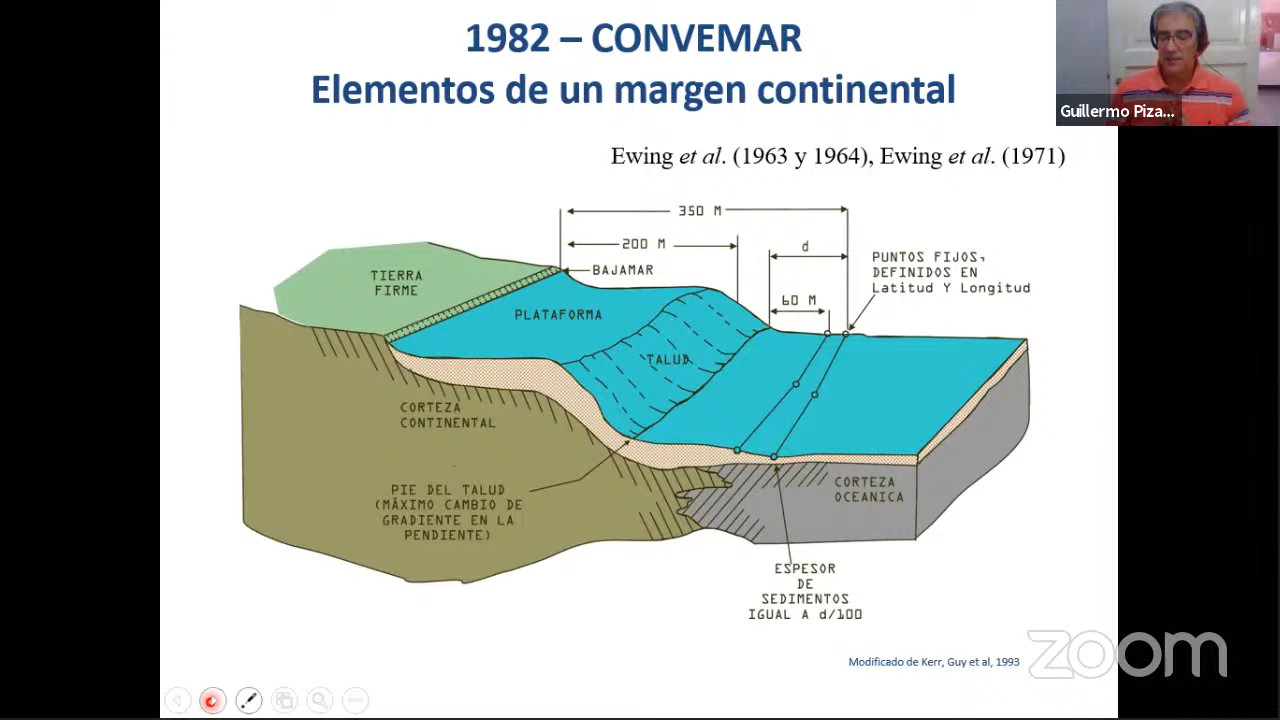 1982 – CONVEMAR
Elementos de un margen continental
Guillermo Piza...
Ewing et al. (1963 y 1964), Ewing et al. (1971)
350 M
200 M
d
BAJAMAR
PUNTOS FIJOS,
DEFINIDOS EN
Latitud Y Longitud
60 M
TIERRA
FIRME
PLATAFORMA
TALUD
CORTEZA
CONTINENTAL
CORTEZA
OCEANICA
PIE DEL TALUD
(MÁXIMO CAMBIO DE
GRADIENTE EN LA
PENDIENTE)
ESPESOR
DE
SEDIMENTOS
IGUAL A d/100
Modificado de Kerr, Guy et al, 1993
zoom